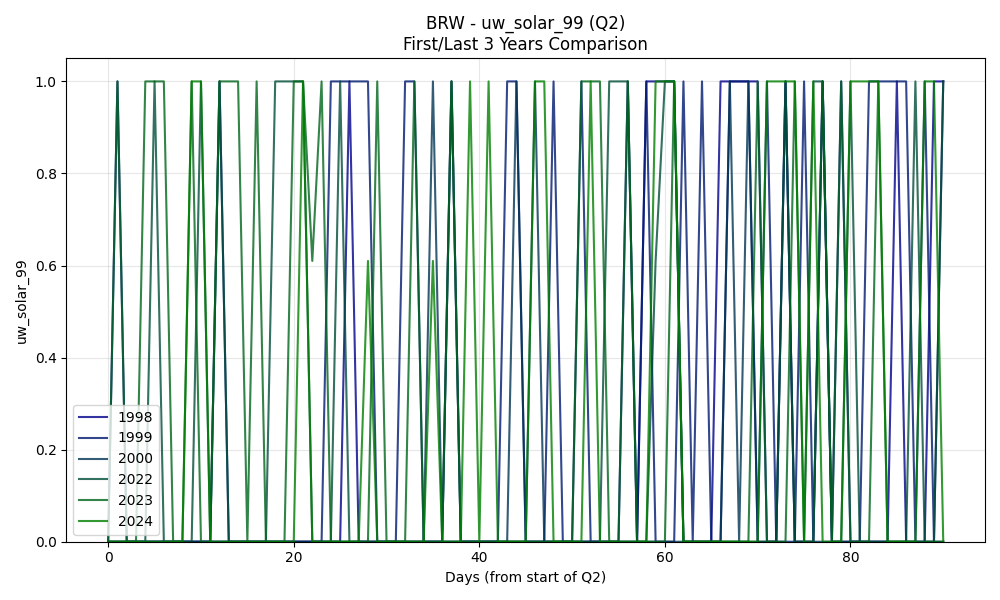 BRW - uw_solar_99 (Q2)
First/Last 3 Years Comparison
uw_solar_99
1.0
0.8
0.6
0.4
0.2
0.0
1998
1999
2000
2022
2023
2024
0 20 40 60 80
Days (from start of Q2)